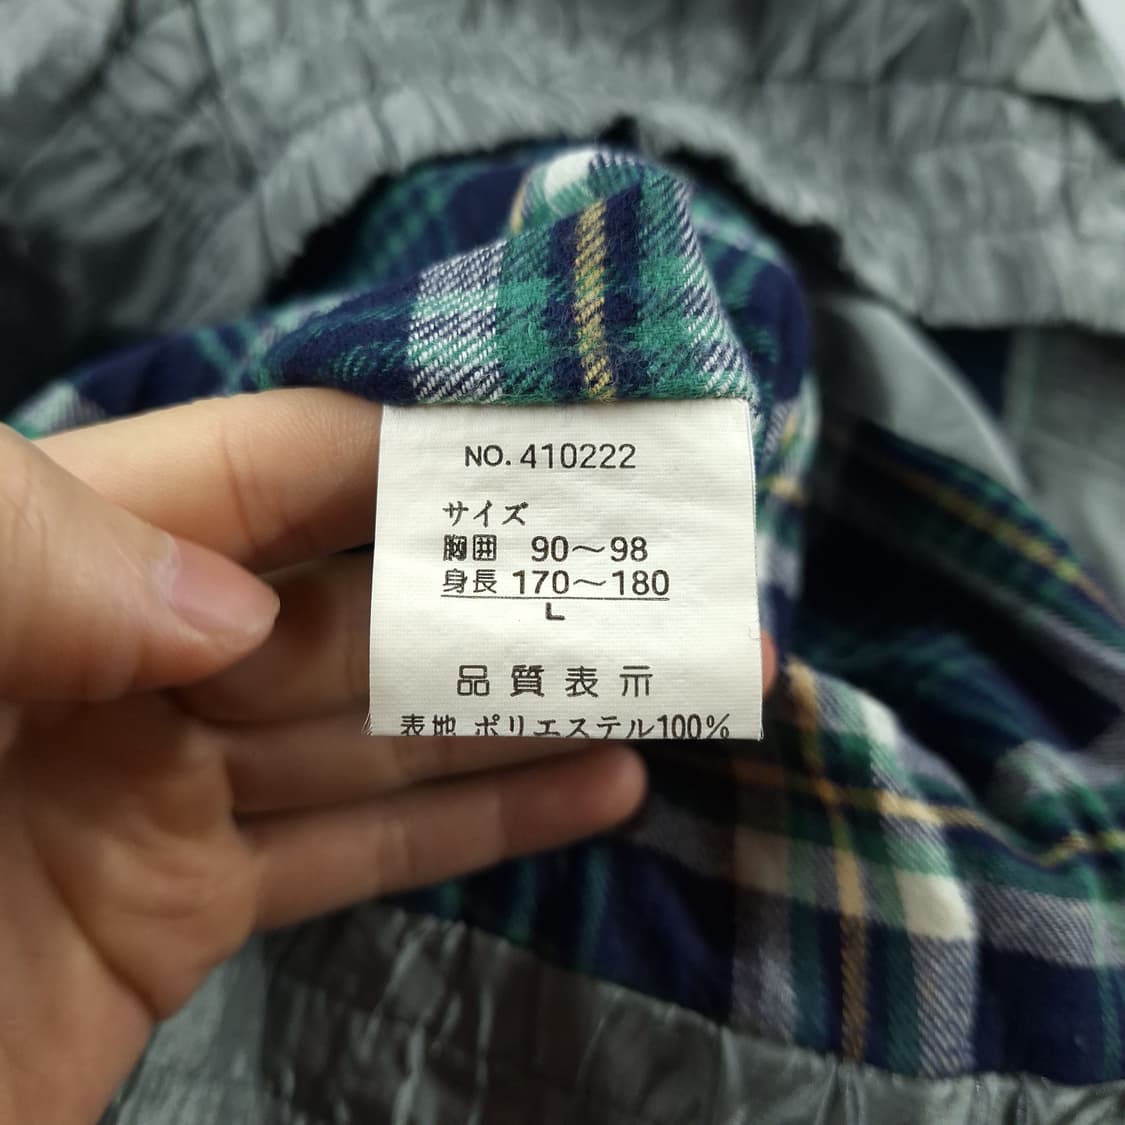 NO. 410222
サイズ
胸囲 90～98
身長 170～180
L
品質表示
表地 ポリエステル100%